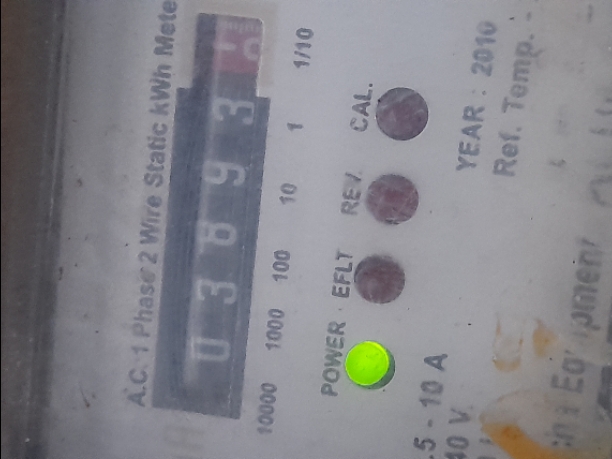 A.C. 1 Phase 2 Wire Static kWh Mete
0 3 8 9 3
10000 1000 100 10 1 1/10
POWER EFLT REV. CAL.
5 - 10 A YEAR : 2010
40 V. Ref. Temp. -